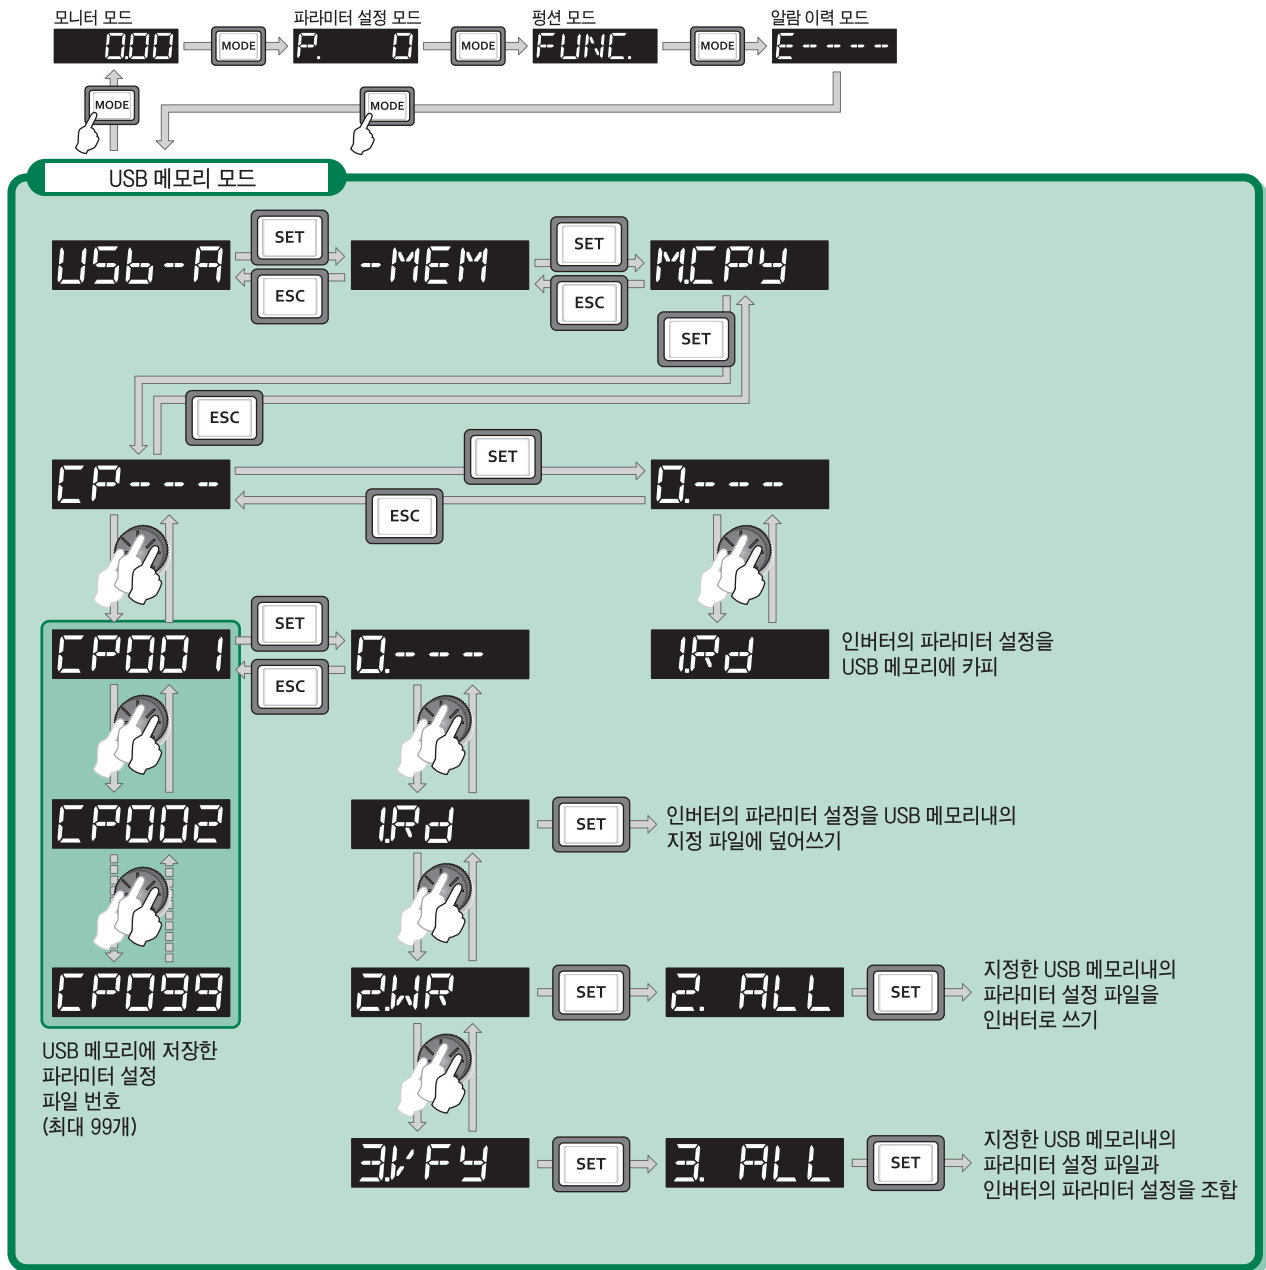 모니터 모드
파라미터 설정 모드
펑션 모드
알람 이력 모드
0.00
MODE
P. 0
MODE
FUNC.
MODE
E-----
MODE
MODE
USB 메모리 모드
USb-A
SET
ESC
-MEM
SET
ESC
M.CPY
SET
ESC
CP---
SET
ESC
0.---
CP001
SET
ESC
0.---
1.Rd
인버터의 파라미터 설정을
USB 메모리에 카피
CP002
1.Rd
SET
인버터의 파라미터 설정을 USB 메모리내의
지정 파일에 덮어쓰기
CP099
2.WR
SET
2. ALL
SET
지정한 USB 메모리내의
파라미터 설정 파일을
인버터로 쓰기
USB 메모리에 저장한
파라미터 설정
파일 번호
(최대 99개)
3.VFY
SET
3. ALL
SET
지정한 USB 메모리내의
파라미터 설정 파일과
인버터의 파라미터 설정을 조합